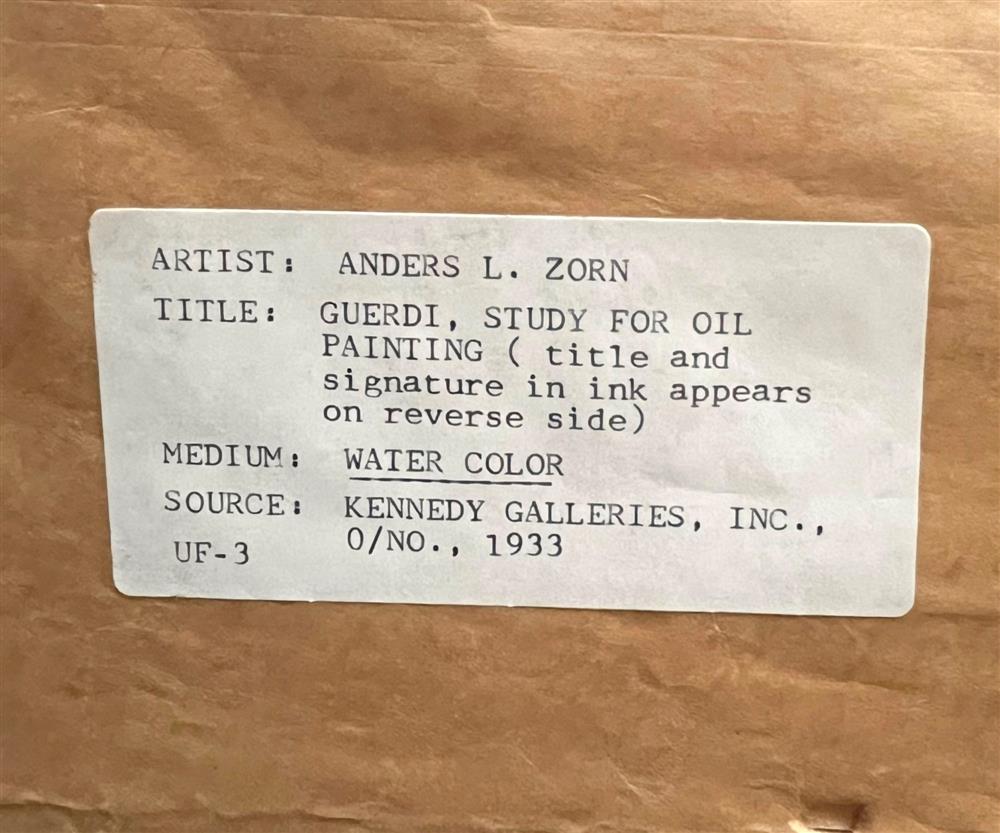 ARTIST: ANDERS L. ZORN
TITLE: GUERDI, STUDY FOR OIL
PAINTING ( title and
signature in ink appears
on reverse side)
MEDIUM: WATER COLOR
SOURCE: KENNEDY GALLERIES, INC.,
UF-3 O/NO., 1933